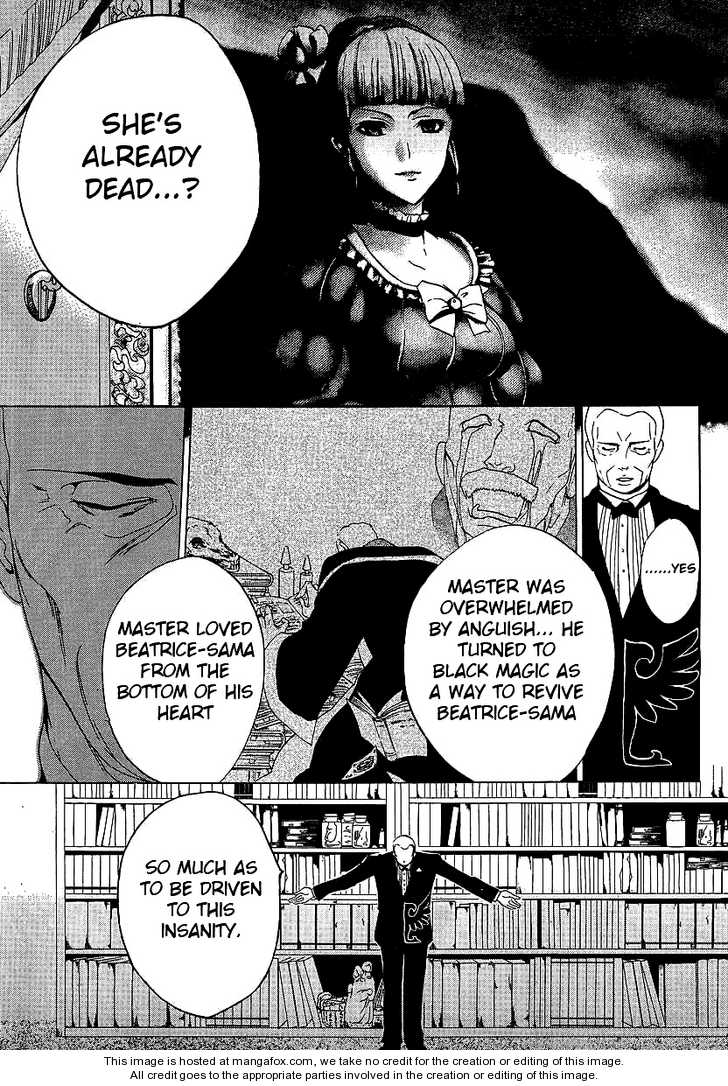 SHE'S
ALREADY
DEAD...?
......YES
MASTER WAS
OVERWHELMED
BY ANGUISH... HE
TURNED TO
BLACK MAGIC AS
A WAY TO REVIVE
BEATRICE-SAMA
MASTER LOVED
BEATRICE-SAMA
FROM THE
BOTTOM OF HIS
HEART
SO MUCH AS
TO BE DRIVEN
TO THIS
INSANITY.
This image is hosted at mangafox.com, we take no credit for the creation or editing of this image.
All credit goes to the appropriate parties involved in the creation or editing of this image.